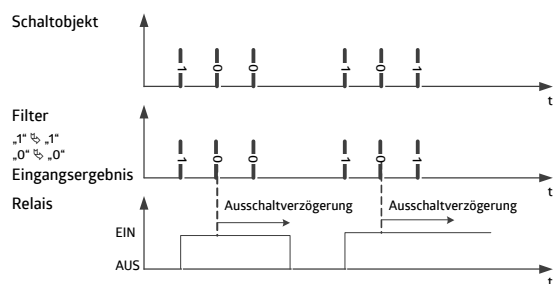 Schaltobjekt
1 0 0 1 0 1
t
Filter
„1“ ⇨ „1“
„0“ ⇨ „0“
1 0 0 1 0 1
Eingangsergebnis
t
Relais
Ausschaltverzögerung Ausschaltverzögerung
EIN
AUS
t